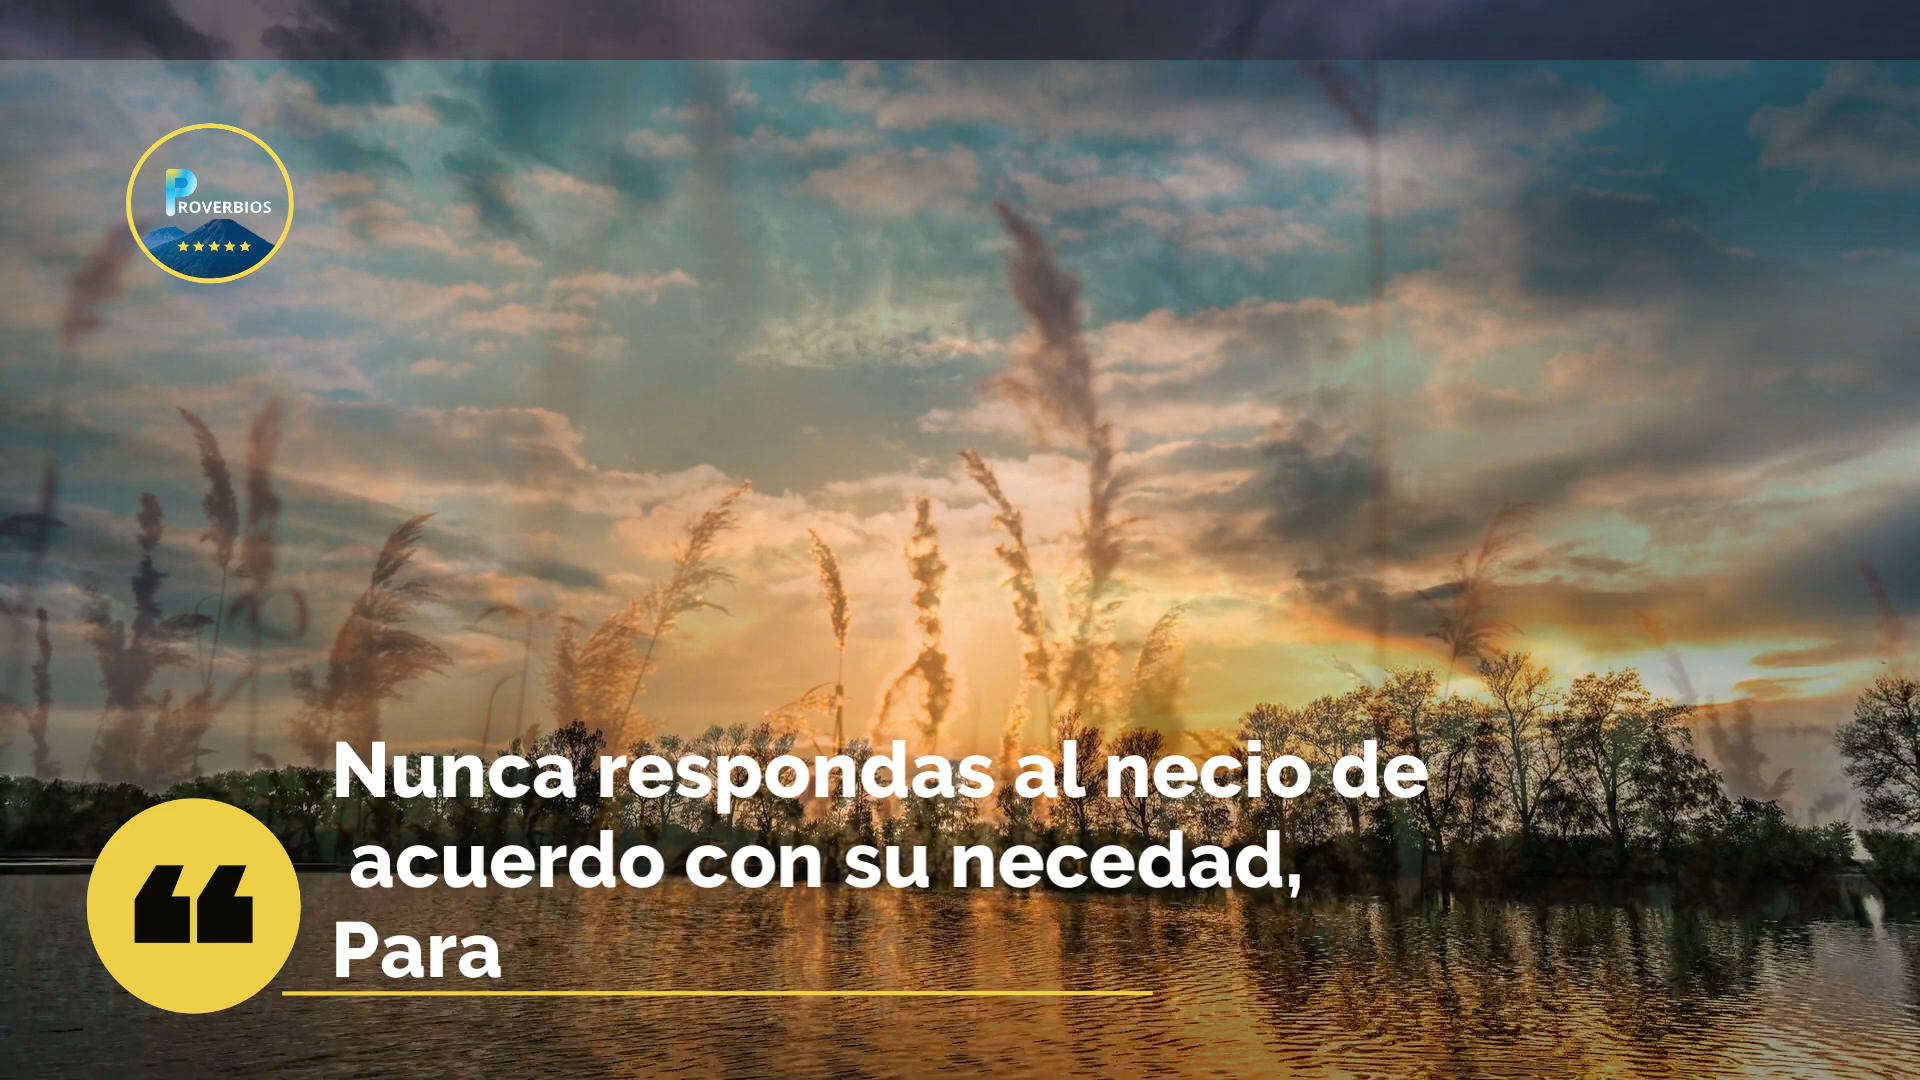 PROVERBIOS
Nunca respondas al necio de
acuerdo con su necedad,
Para